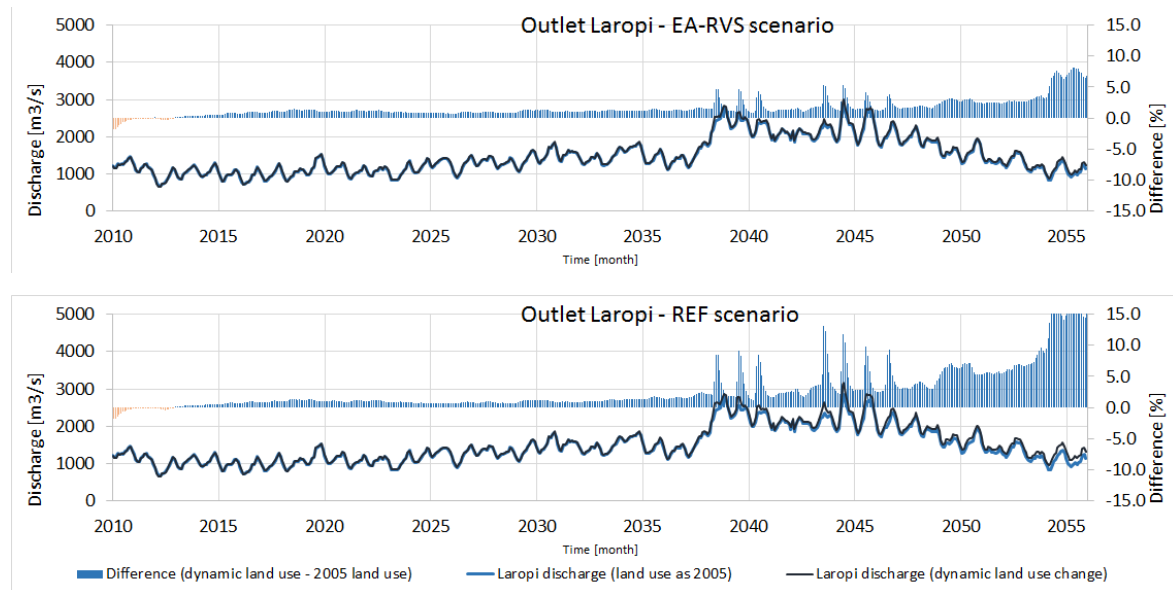 Outlet Laropi - EA-RVS scenario
Discharge [m3/s]
5000
4000
3000
2000
1000
0
15.0
10.0
5.0
0.0
-5.0
-10.0
-15.0
Difference [%]
2010 2015 2020 2025 2030 2035 2040 2045 2050 2055
Time [month]
Outlet Laropi - REF scenario
Discharge [m3/s]
5000
4000
3000
2000
1000
0
15.0
10.0
5.0
0.0
-5.0
-10.0
-15.0
Difference [%]
2010 2015 2020 2025 2030 2035 2040 2045 2050 2055
Time [month]
Difference (dynamic land use - 2005 land use) Laropi discharge (land use as 2005) Laropi discharge (dynamic land use change)